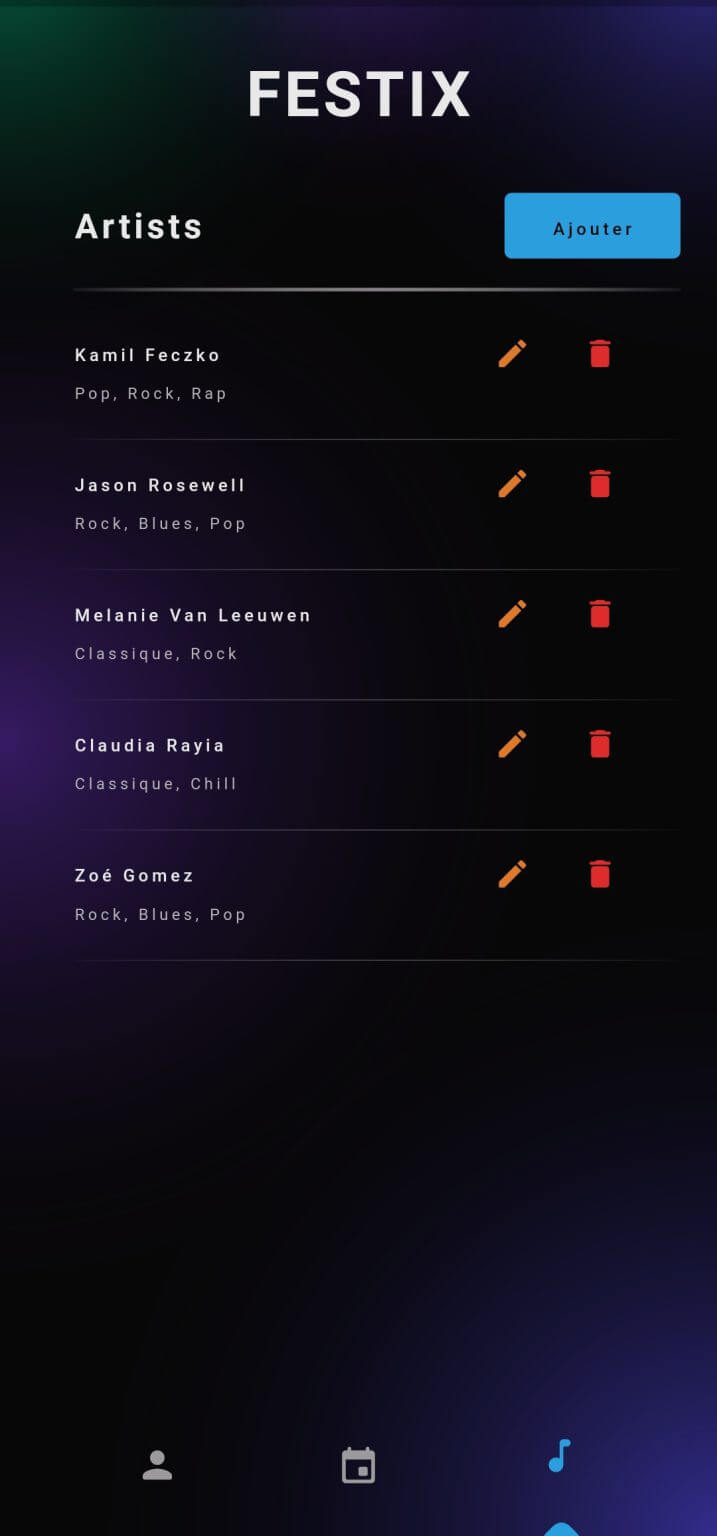 FESTIX
Artists
Ajouter
Kamil Feczko
Pop, Rock, Rap
Jason Rosewell
Rock, Blues, Pop
Melanie Van Leeuwen
Classique, Rock
Claudia Rayia
Classique, Chill
Zoé Gomez
Rock, Blues, Pop